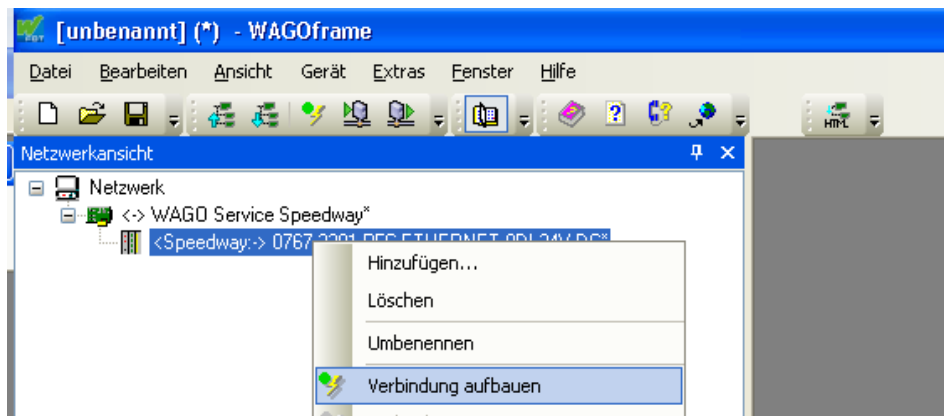 [unbenannt] (*) - WAGOframe
Datei Bearbeiten Ansicht Gerät Extras Fenster Hilfe
HTML
Netzwerkansicht
Netzwerk
<-> WAGO Service Speedway*
<Speedway:-> 0767
Hinzufügen...
Löschen
Umbenennen
Verbindung aufbauen